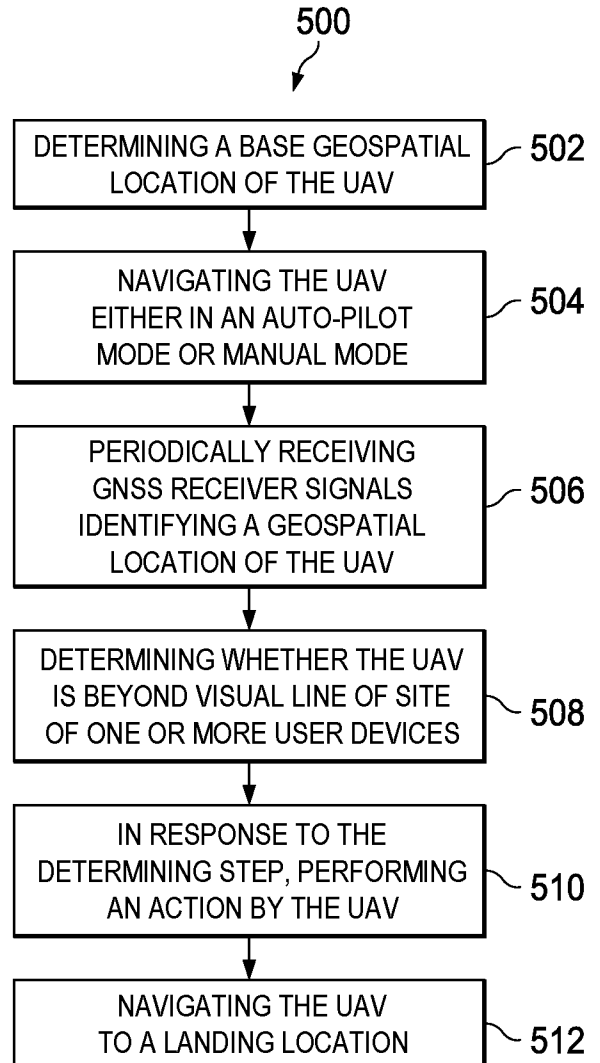 500
DETERMINING A BASE GEOSPATIAL
LOCATION OF THE UAV
502
NAVIGATING THE UAV
EITHER IN AN AUTO-PILOT
MODE OR MANUAL MODE
504
PERIODICALLY RECEIVING
GNSS RECEIVER SIGNALS
IDENTIFYING A GEOSPATIAL
LOCATION OF THE UAV
506
DETERMINING WHETHER THE UAV
IS BEYOND VISUAL LINE OF SITE
OF ONE OR MORE USER DEVICES
508
IN RESPONSE TO THE
DETERMINING STEP, PERFORMING
AN ACTION BY THE UAV
510
NAVIGATING THE UAV
TO A LANDING LOCATION
512